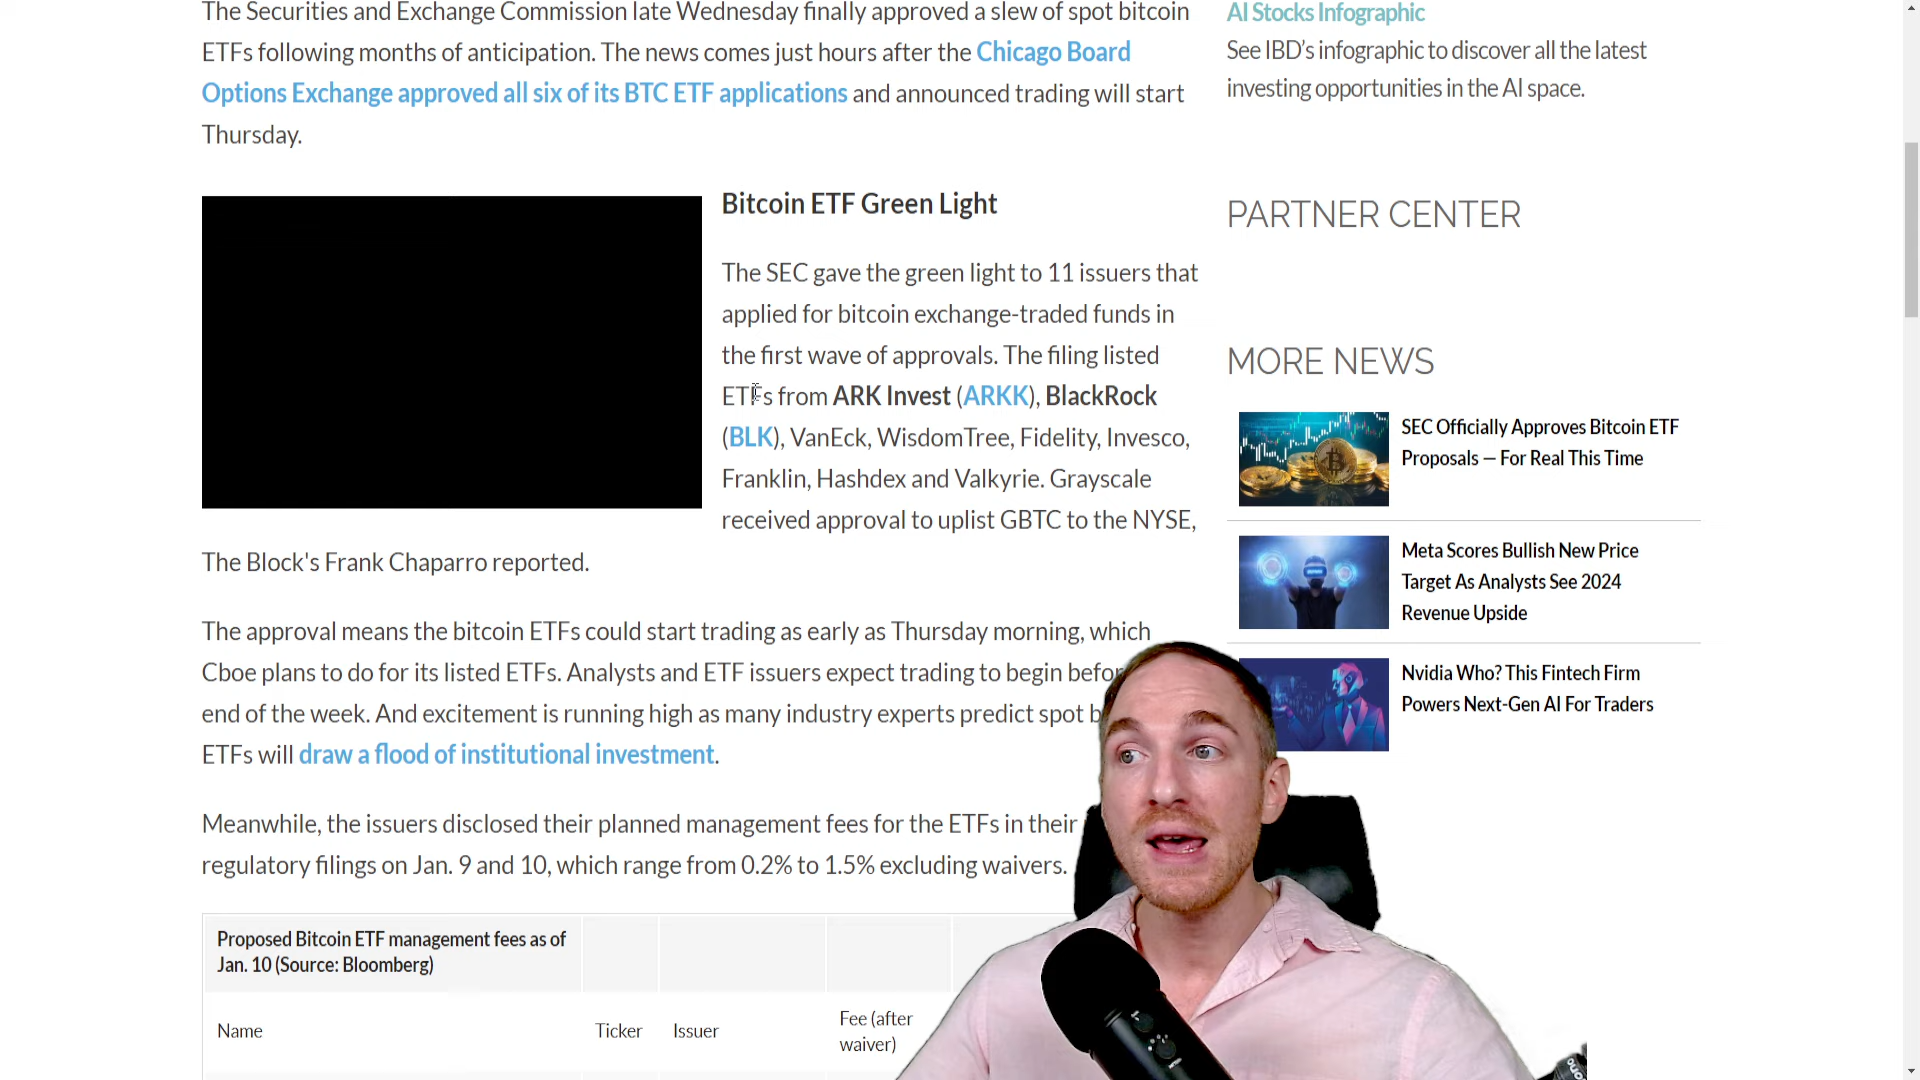 The Securities and Exchange Commission late Wednesday finally approved a slew of spot bitcoin
ETFs following months of anticipation. The news comes just hours after the Chicago Board
Options Exchange approved all six of its BTC ETF applications and announced trading will start
Thursday.
Bitcoin ETF Green Light
The SEC gave the green light to 11 issuers that
applied for bitcoin exchange-traded funds in
the first wave of approvals. The filing listed
ETFs from ARK Invest (ARKK), BlackRock
(BLK), VanEck, WisdomTree, Fidelity, Invesco,
Franklin, Hashdex and Valkyrie. Grayscale
received approval to uplist GBTC to the NYSE,
The Block's Frank Chaparro reported.
The approval means the bitcoin ETFs could start trading as early as Thursday morning, which
Cboe plans to do for its listed ETFs. Analysts and ETF issuers expect trading to begin
end of the week. And excitement is running high as many industry experts predict spot
ETFs will draw a flood of institutional investment.
Meanwhile, the issuers disclosed their planned management fees for the ETFs in their
regulatory filings on Jan. 9 and 10, which range from 0.2% to 1.5% excluding waivers.
Proposed Bitcoin ETF management fees as of
Jan. 10 (Source: Bloomberg)
Name Ticker Issuer Fee (after
waiver)
AI Stocks Infographic
See IBD’s infographic to discover all the latest
investing opportunities in the AI space.
PARTNER CENTER
MORE NEWS
SEC Officially Approves Bitcoin ETF
Proposals — For Real This Time
Meta Scores Bullish New Price
Target As Analysts See 2024
Revenue Upside
Nvidia Who? This Fintech Firm
Powers Next-Gen AI For Traders